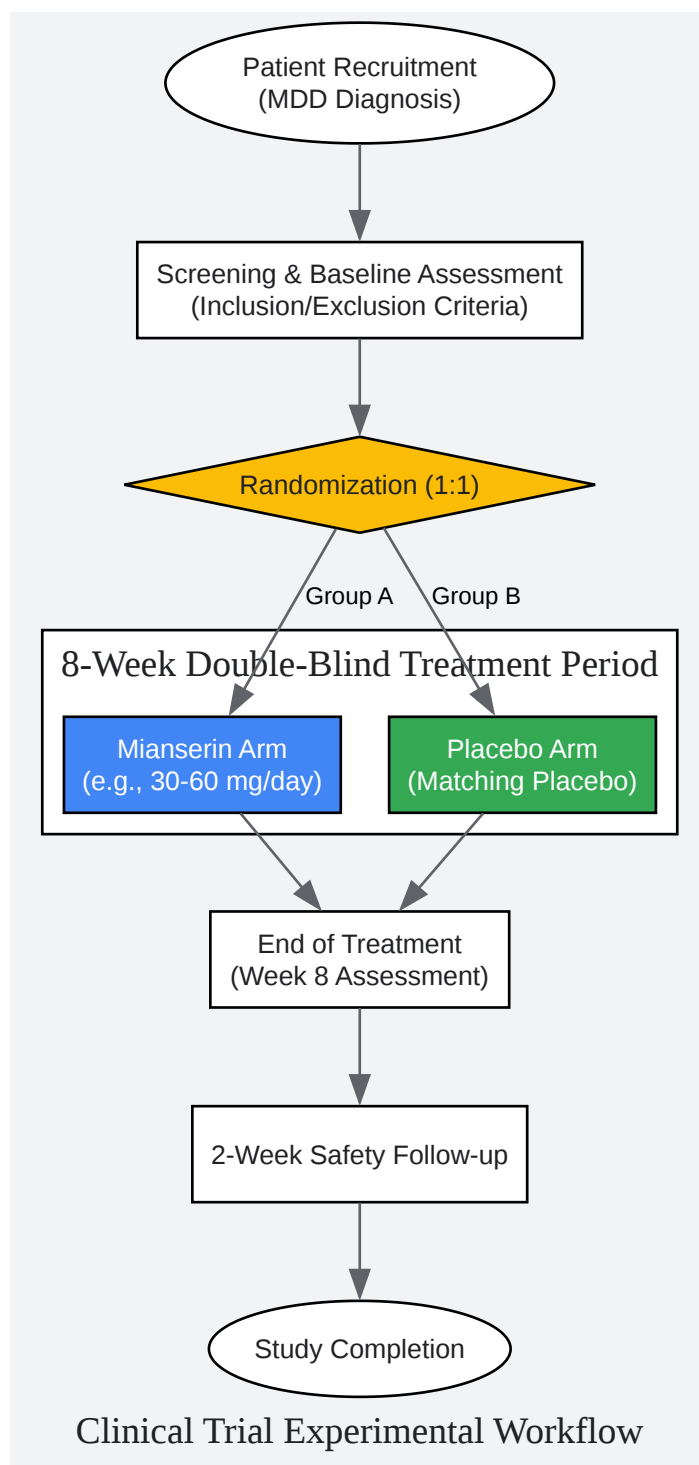 Patient Recruitment
(MDD Diagnosis)
Screening & Baseline Assessment
(Inclusion/Exclusion Criteria)
Randomization (1:1)
Group A
Group B
8-Week Double-Blind Treatment Period
Mianserin Arm
(e.g., 30-60 mg/day)
Placebo Arm
(Matching Placebo)
End of Treatment
(Week 8 Assessment)
2-Week Safety Follow-up
Study Completion
Clinical Trial Experimental Workflow